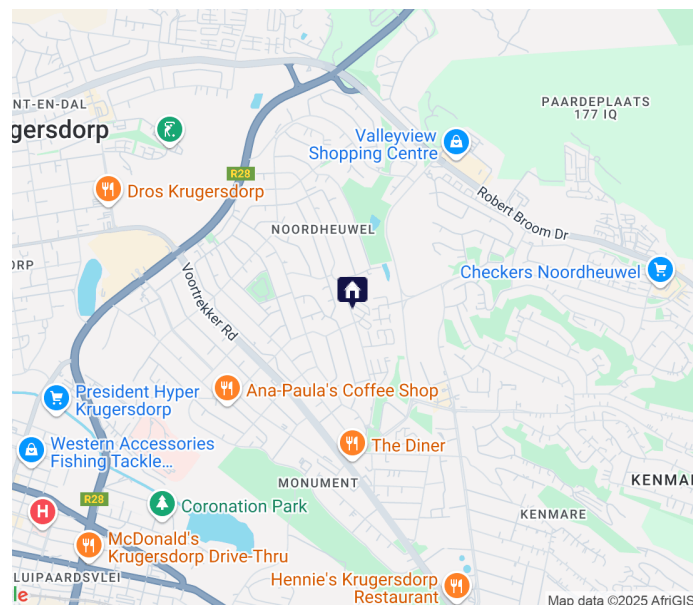 NT-EN-DAL
gersdorp
PAARDEPLAATS
177 IQ
Valleyview
Shopping Centre
R28
Dros Krugersdorp
Robert Broom Dr
NOORDHEUWEL
ORP
Checkers Noordheuwel
Voortrekker Rd
President Hyper
Krugersdorp
Ana-Paula's Coffee Shop
Western Accessories
Fishing Tackle...
The Diner
MONUMENT
KENMA
R28
Coronation Park
H
KENMARE
McDonald's
Krugersdorp Drive-Thru
LUIPAARDSVLEI
Hennie's Krugersdorp
Restaurant
le
Map data ©2025 AfriGIS